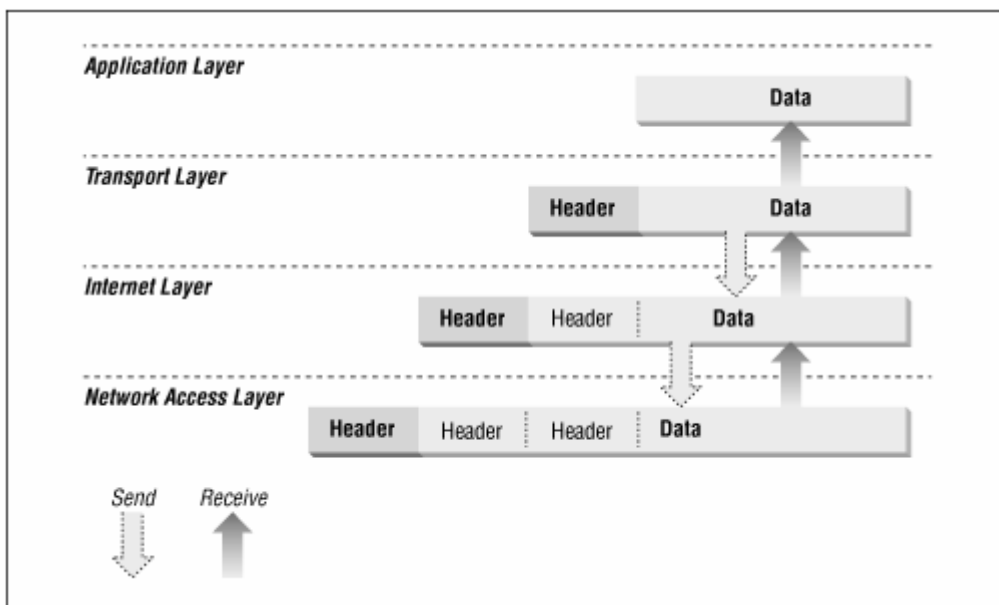 Application Layer
Data
Transport Layer
Header Data
Internet Layer
Header Header Data
Network Access Layer
Header Header Header Data
Send Receive